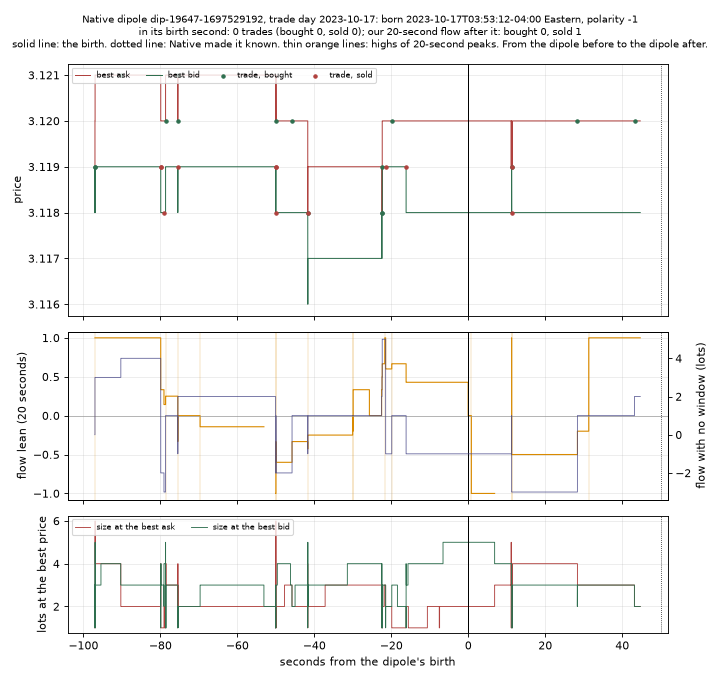 Native dipole dip-19647-1697529192, trade day 2023-10-17: born 2023-10-17T03:53:12-04:00 Eastern, polarity -1
in its birth second: 0 trades (bought 0, sold 0); our 20-second flow after it: bought 0, sold 1
solid line: the birth. dotted line: Native made it known. thin orange lines: highs of 20-second peaks. From the dipole before to the dipole after.
best ask
best bid
trade, bought
trade, sold
3.121
3.120
3.119
3.118
3.117
3.116
price
1.0
0.5
0.0
−0.5
−1.0
flow lean (20 seconds)
4
2
0
−2
flow with no window (lots)
size at the best ask
size at the best bid
6
4
2
lots at the best price
−100
−80
−60
−40
−20
0
20
40
seconds from the dipole's birth